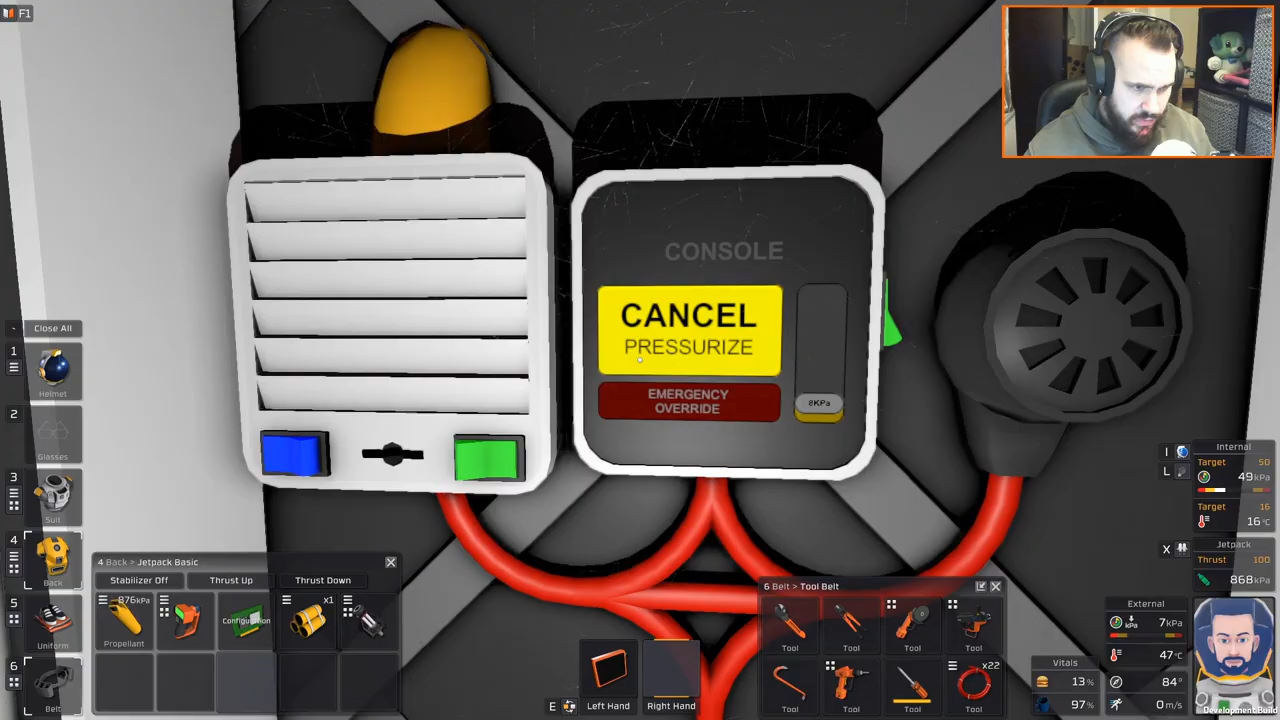 F1
CONSOLE
CANCEL
PRESSURIZE
EMERGENCY
OVERRIDE
8KPa
- Close All
1
Helmet
2
Glasses
3
Suit
4
Back
5
Uniform
6
Belt
4 Back > Jetpack Basic
Stabilizer Off Thrust Up Thrust Down
876kPa
x1
Configuration
Propellant
E Left Hand Right Hand
6 Belt > Tool Belt
Tool Tool Tool Tool
x22
Tool Tool Tool Tool
I
L
Internal
Target 50
49kPa
Target 16
16°C
X
Jetpack
Thrust 100
868kPa
External
kPa 7kPa
47°C
84°
0m/s
Vitals
13%
97%
DevelopmentBuild